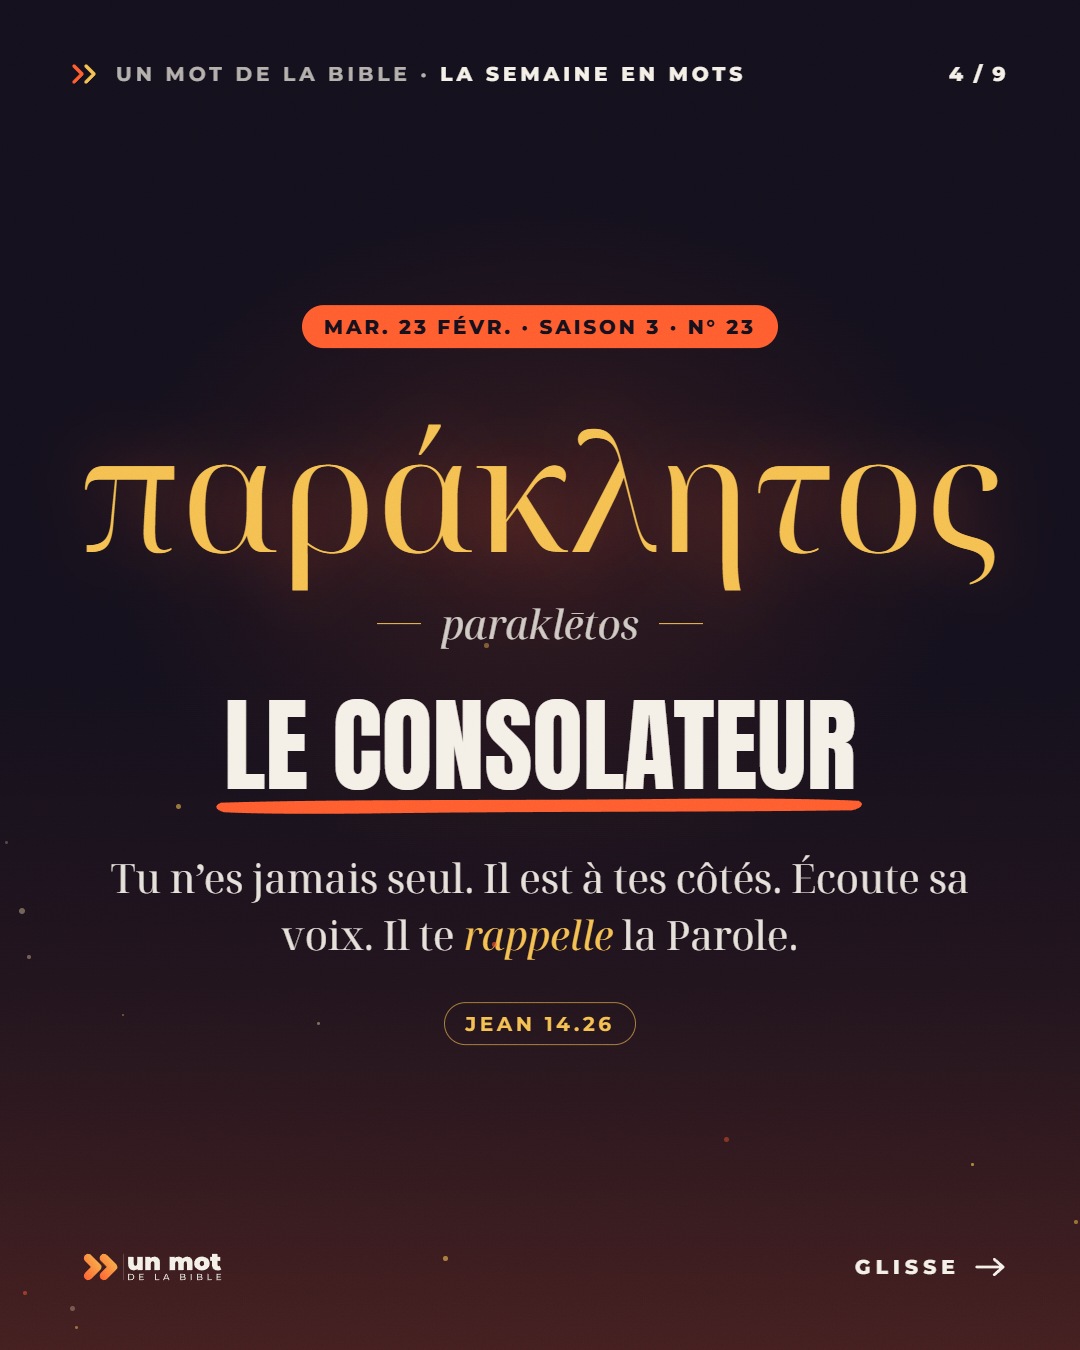 UN MOT DE LA BIBLE · LA SEMAINE EN MOTS
4 / 9
MAR. 23 FÉVR. · SAISON 3 · N° 23
παράκλητος
paraklētos
LE CONSOLATEUR
Tu n’es jamais seul. Il est à tes côtés. Écoute sa
voix. Il te rappelle la Parole.
JEAN 14.26
un mot
DE LA BIBLE
GLISSE →